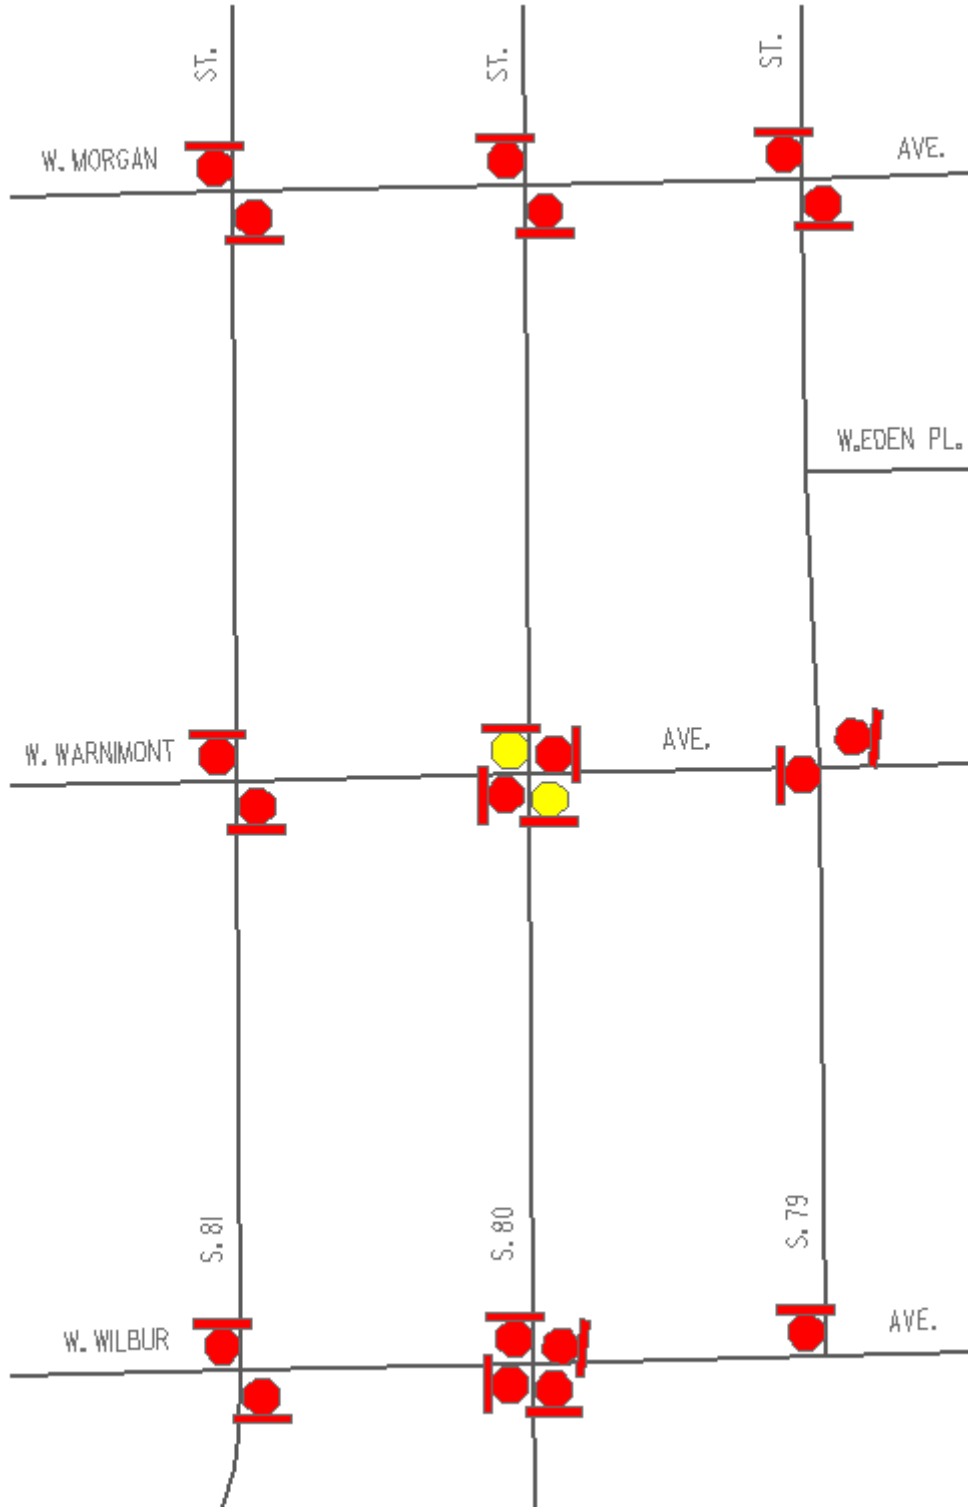 ST.
ST.
ST.
W. MORGAN
AVE.
W. EDEN PL.
W. WARNIMONT
AVE.
S. 81
S. 80
S. 79
W. WILBUR
AVE.